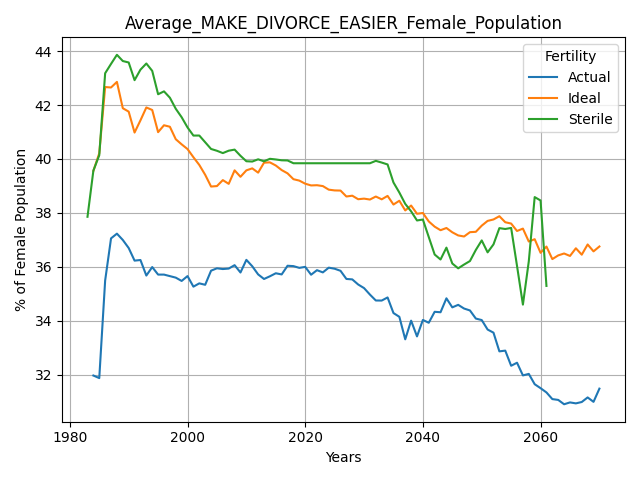 Average_MAKE_DIVORCE_EASIER_Female_Population
% of Female Population
44
42
40
38
36
34
32
Fertility
Actual
Ideal
Sterile
1980
2000
2020
2040
2060
Years